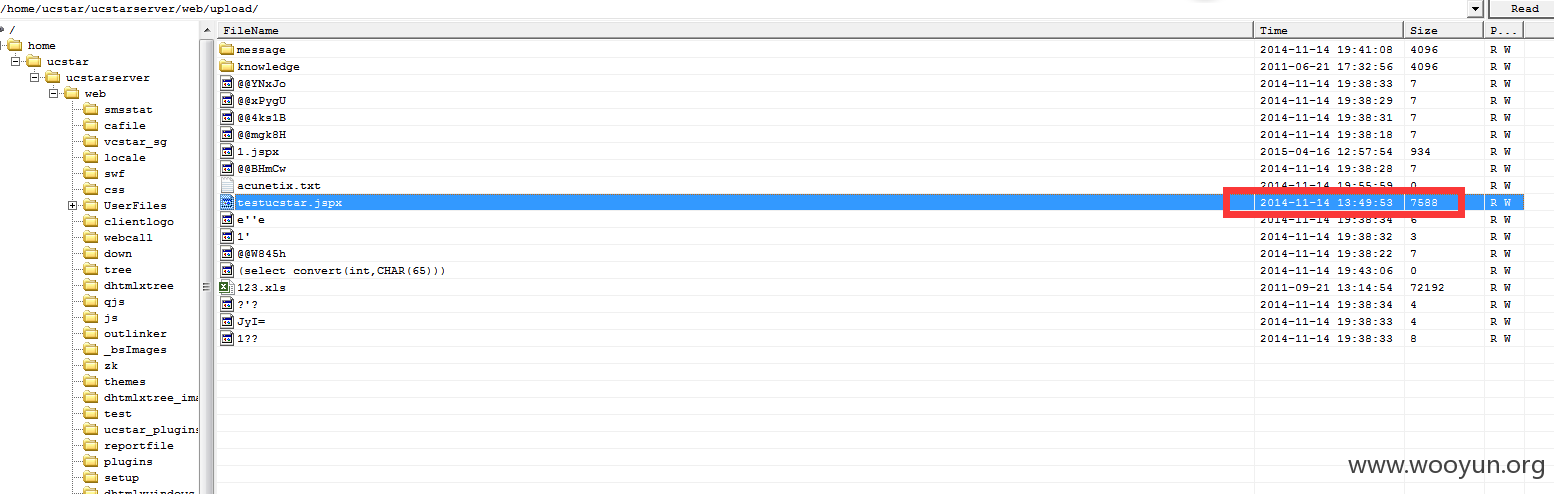 /home/ucstar/ucstarserver/web/upload/ Read
/
home
ucstar
ucstarserver
web
smsstat
cafile
vcstar_sg
locale
swf
css
UserFiles
clientlogo
webcall
down
tree
dhtmlxtree
qjs
js
outlinker
_bsImages
zk
themes
dhtmlxtree_ima
test
ucstar_plugins
reportfile
plugins
setup
dhtmlxwindows
FileName Time Size P...
message 2014-11-14 19:41:08 4096 R W
knowledge 2011-06-21 17:32:56 4096 R W
@@YNxJo 2014-11-14 19:38:33 7 R W
@@xPygU 2014-11-14 19:38:29 7 R W
@@4ks1B 2014-11-14 19:38:31 7 R W
@@mgk8H 2014-11-14 19:38:18 7 R W
1.jspx 2015-04-16 12:57:54 934 R W
@@BHmCw 2014-11-14 19:38:28 7 R W
acunetix.txt 2014-11-14 19:55:59 0 R W
testucstar.jspx 2014-11-14 13:49:53 7588 R W
e''e 2014-11-14 19:38:34 6 R W
1' 2014-11-14 19:38:32 3 R W
@@W845h 2014-11-14 19:38:22 7 R W
(select convert(int,CHAR(65))) 2014-11-14 19:43:06 0 R W
123.xls 2011-09-21 13:14:54 72192 R W
?'? 2014-11-14 19:38:34 4 R W
JyI= 2014-11-14 19:38:33 4 R W
1?? 2014-11-14 19:38:33 8 R W
www.wooyun.org